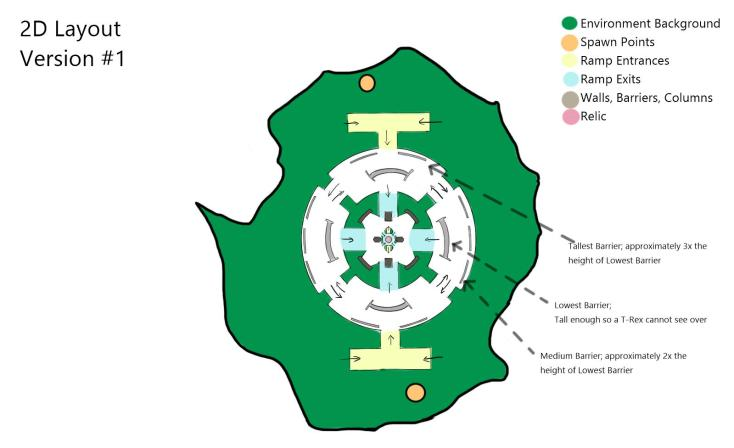 2D Layout
Version #1
Environment Background
Spawn Points
Ramp Entrances
Ramp Exits
Walls, Barriers, Columns
Relic
Tallest Barrier; approximately 3x the
height of Lowest Barrier
Lowest Barrier;
Tall enough so a T-Rex cannot see over
Medium Barrier; approximately 2x the
height of Lowest Barrier